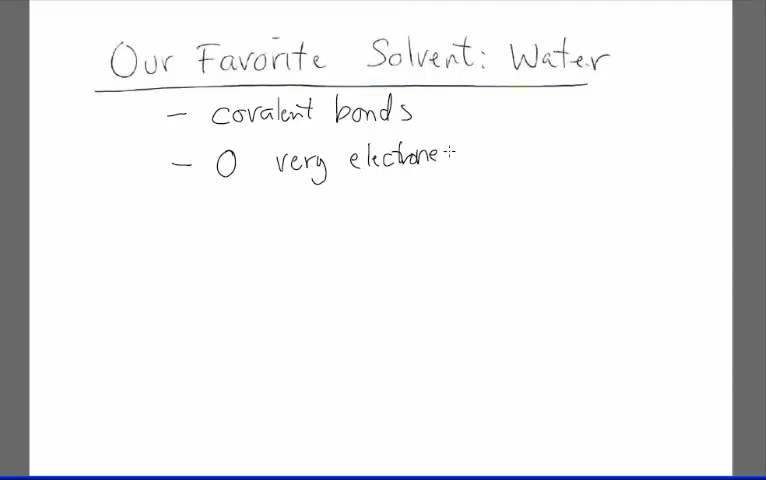 Our Favorite Solvent: Water
- covalent bonds
- O very electrone